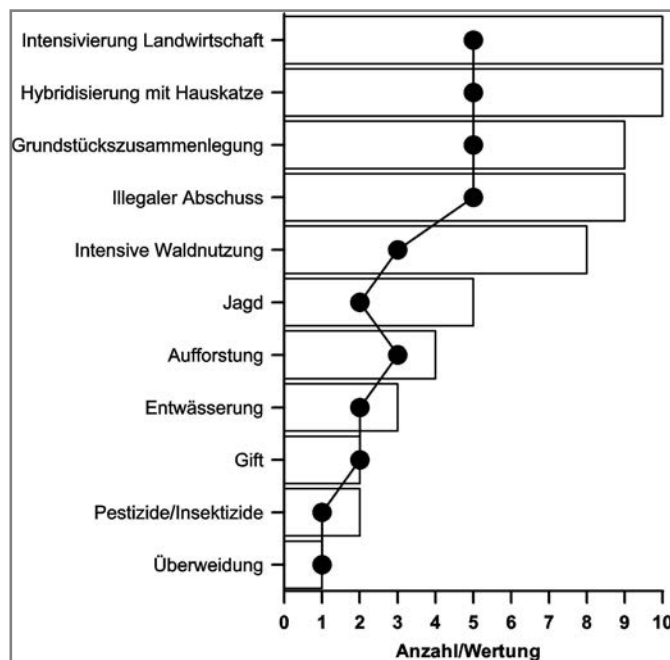 Intensivierung Landwirtschaft
Hybridisierung mit Hauskatze
Grundstückszusammenlegung
Illegaler Abschuss
Intensive Waldnutzung
Jagd
Aufforstung
Entwässerung
Gift
Pestizide/Insektizide
Überweidung
0 1 2 3 4 5 6 7 8 9 10
Anzahl/Wertung